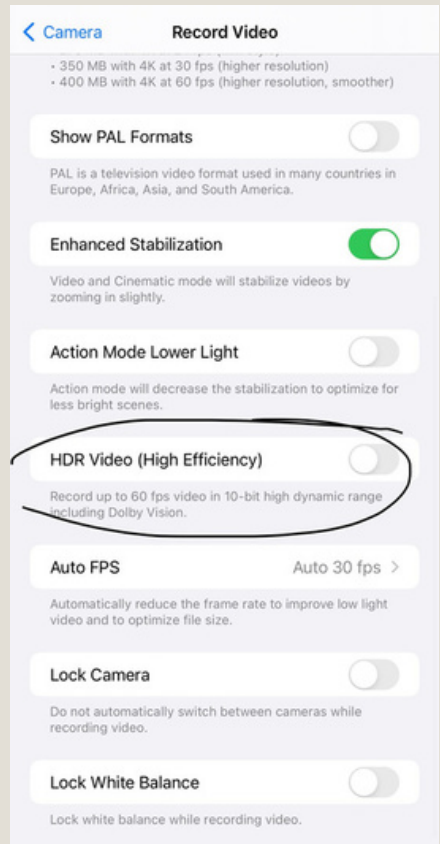 Camera
Record Video
• 350 MB with 4K at 30 fps (higher resolution)
• 400 MB with 4K at 60 fps (higher resolution, smoother)
Show PAL Formats
PAL is a television video format used in many countries in
Europe, Africa, Asia, and South America.
Enhanced Stabilization
Video and Cinematic mode will stabilize videos by
zooming in slightly.
Action Mode Lower Light
Action mode will decrease the stabilization to optimize for
less bright scenes.
HDR Video (High Efficiency)
Record up to 60 fps video in 10-bit high dynamic range
including Dolby Vision.
Auto FPS
Auto 30 fps
Automatically reduce the frame rate to improve low light
video and to optimize file size.
Lock Camera
Do not automatically switch between cameras while
recording video.
Lock White Balance
Lock white balance while recording video.